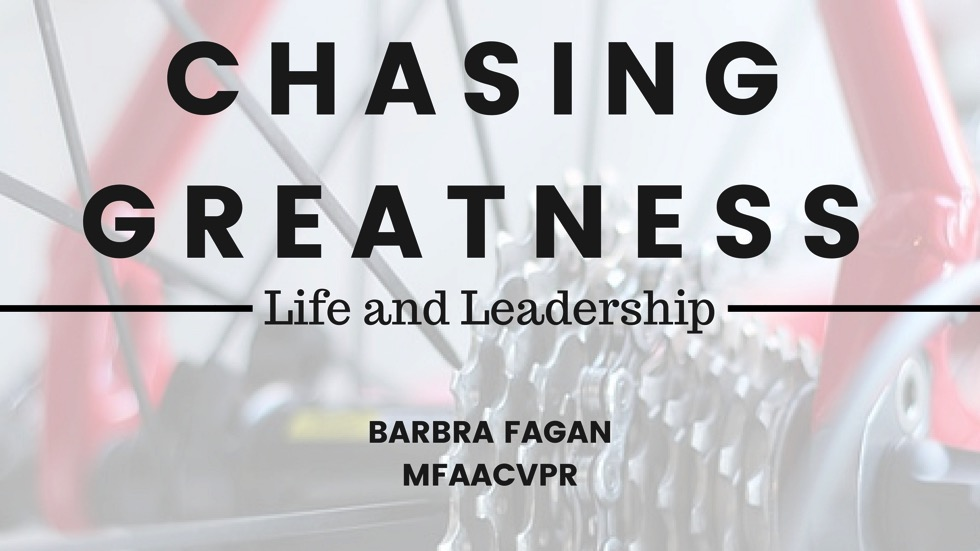 CHASING
GREATNESS
Life and Leadership
BARBRA FAGAN
MFAACVPR